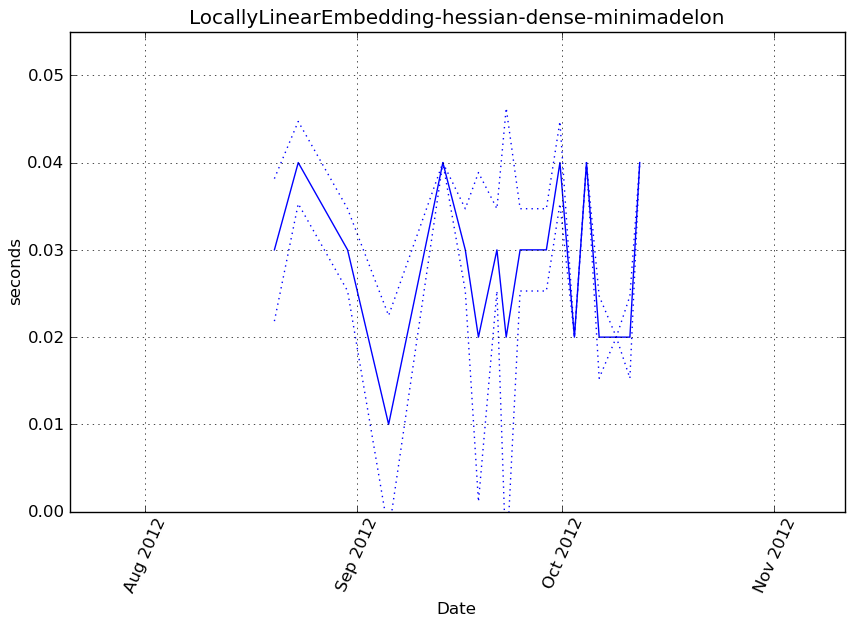 LocallyLinearEmbedding-hessian-dense-minimadelon
0.05
0.04
0.03
0.02
0.01
0.00
seconds
Aug 2012
Sep 2012
Oct 2012
Nov 2012
Date